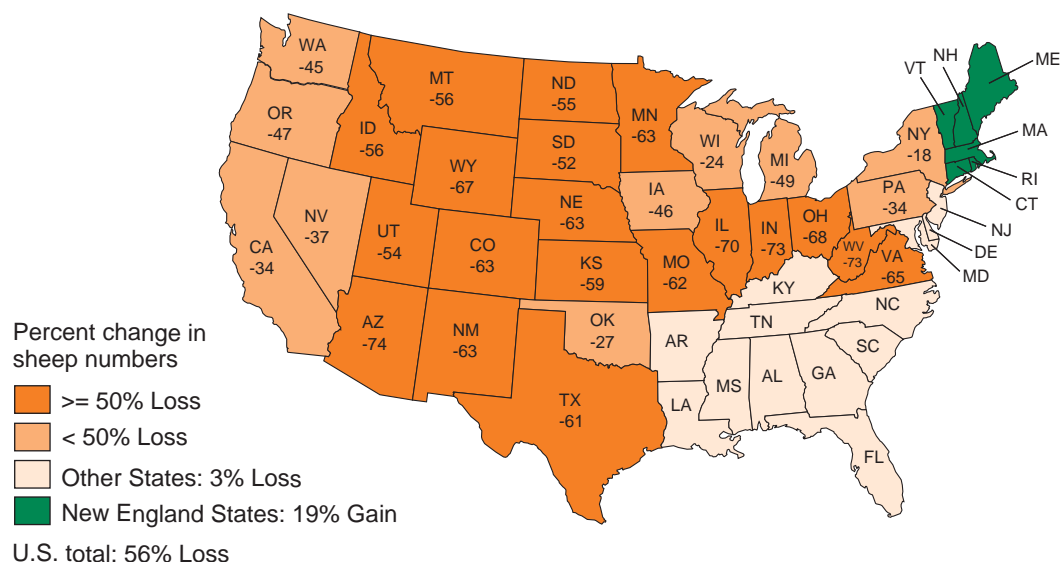 WA
-45
OR
-47
CA
-34
NV
-37
ID
-56
MT
-56
WY
-67
UT
-54
AZ
-74
CO
-63
NM
-63
ND
-55
SD
-52
NE
-63
KS
-59
OK
-27
TX
-61
MN
-63
IA
-46
MO
-62
AR
LA
WI
-24
IL
-70
MI
-49
IN
-73
OH
-68
KY
TN
MS
AL
GA
FL
SC
NC
WV
-73
VA
-65
PA
-34
NY
-18
VT
NH
ME
MA
RI
CT
NJ
DE
MD
Percent change in
sheep numbers
>= 50% Loss
< 50% Loss
Other States: 3% Loss
New England States: 19% Gain
U.S. total: 56% Loss